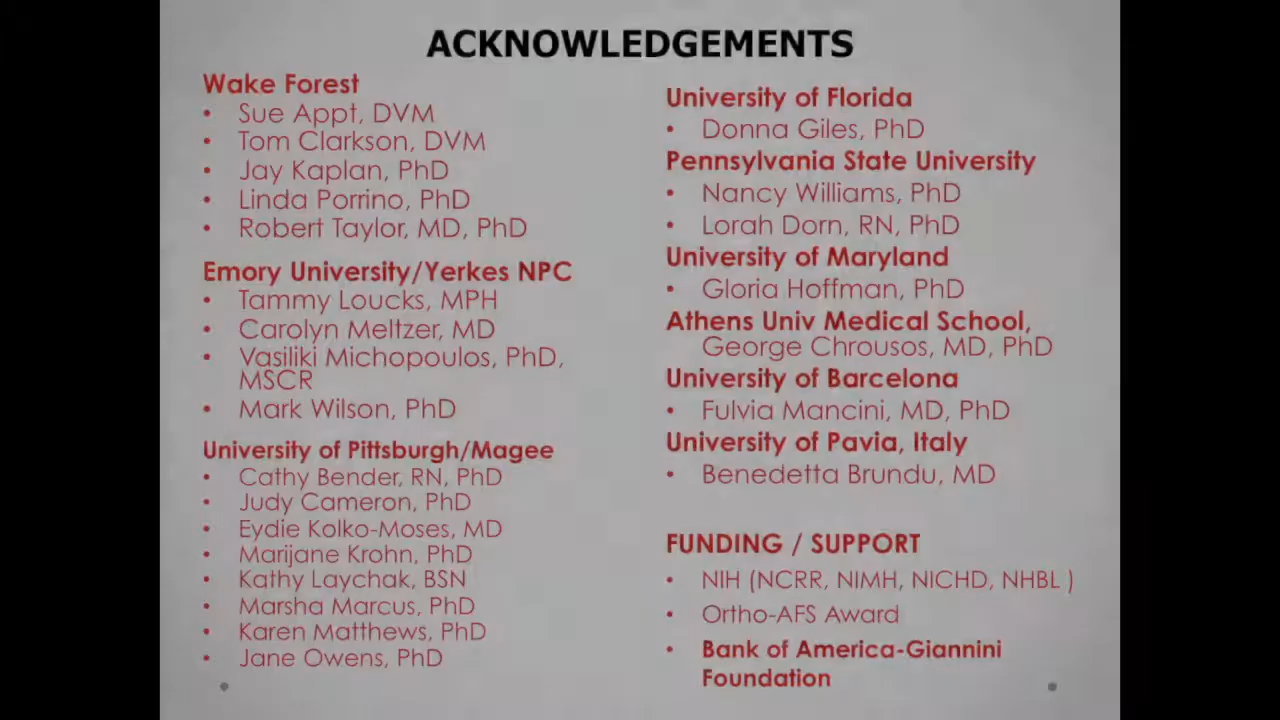 ACKNOWLEDGEMENTS
Wake Forest
• Sue Appt, DVM
• Tom Clarkson, DVM
• Jay Kaplan, PhD
• Linda Porrino, PhD
• Robert Taylor, MD, PhD
Emory University/Yerkes NPC
• Tammy Loucks, MPH
• Carolyn Meltzer, MD
• Vasiliki Michopoulos, PhD,
MSCR
• Mark Wilson, PhD
University of Pittsburgh/Magee
• Cathy Bender, RN, PhD
• Judy Cameron, PhD
• Eydie Kolko-Moses, MD
• Marijane Krohn, PhD
• Kathy Laychak, BSN
• Marsha Marcus, PhD
• Karen Matthews, PhD
• Jane Owens, PhD
University of Florida
• Donna Giles, PhD
Pennsylvania State University
• Nancy Williams, PhD
• Lorah Dorn, RN, PhD
University of Maryland
• Gloria Hoffman, PhD
Athens Univ Medical School,
George Chrousos, MD, PhD
University of Barcelona
• Fulvia Mancini, MD, PhD
University of Pavia, Italy
• Benedetta Brundu, MD
FUNDING / SUPPORT
• NIH (NCRR, NIMH, NICHD, NHBL )
• Ortho-AFS Award
• Bank of America-Giannini
Foundation